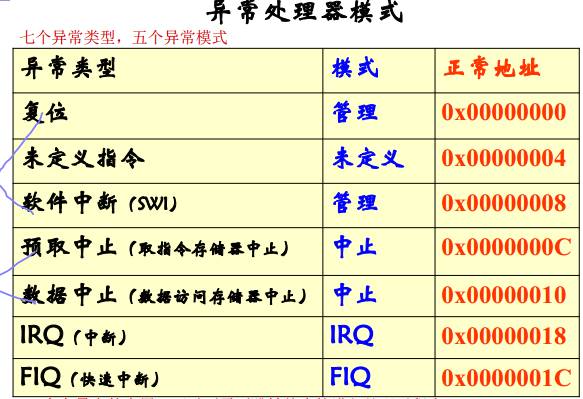 异常处理器模式
七个异常类型，五个异常模式
异常类型 模式 正常地址
复位 管理 0x00000000
未定义指令 未定义 0x00000004
软件中断（SWI） 管理 0x00000008
预取中止（取指令存储器中止） 中止 0x0000000C
数据中止（数据访问存储器中止） 中止 0x00000010
IRQ（中断） IRQ 0x00000018
FIQ（快速中断） FIQ 0x0000001C